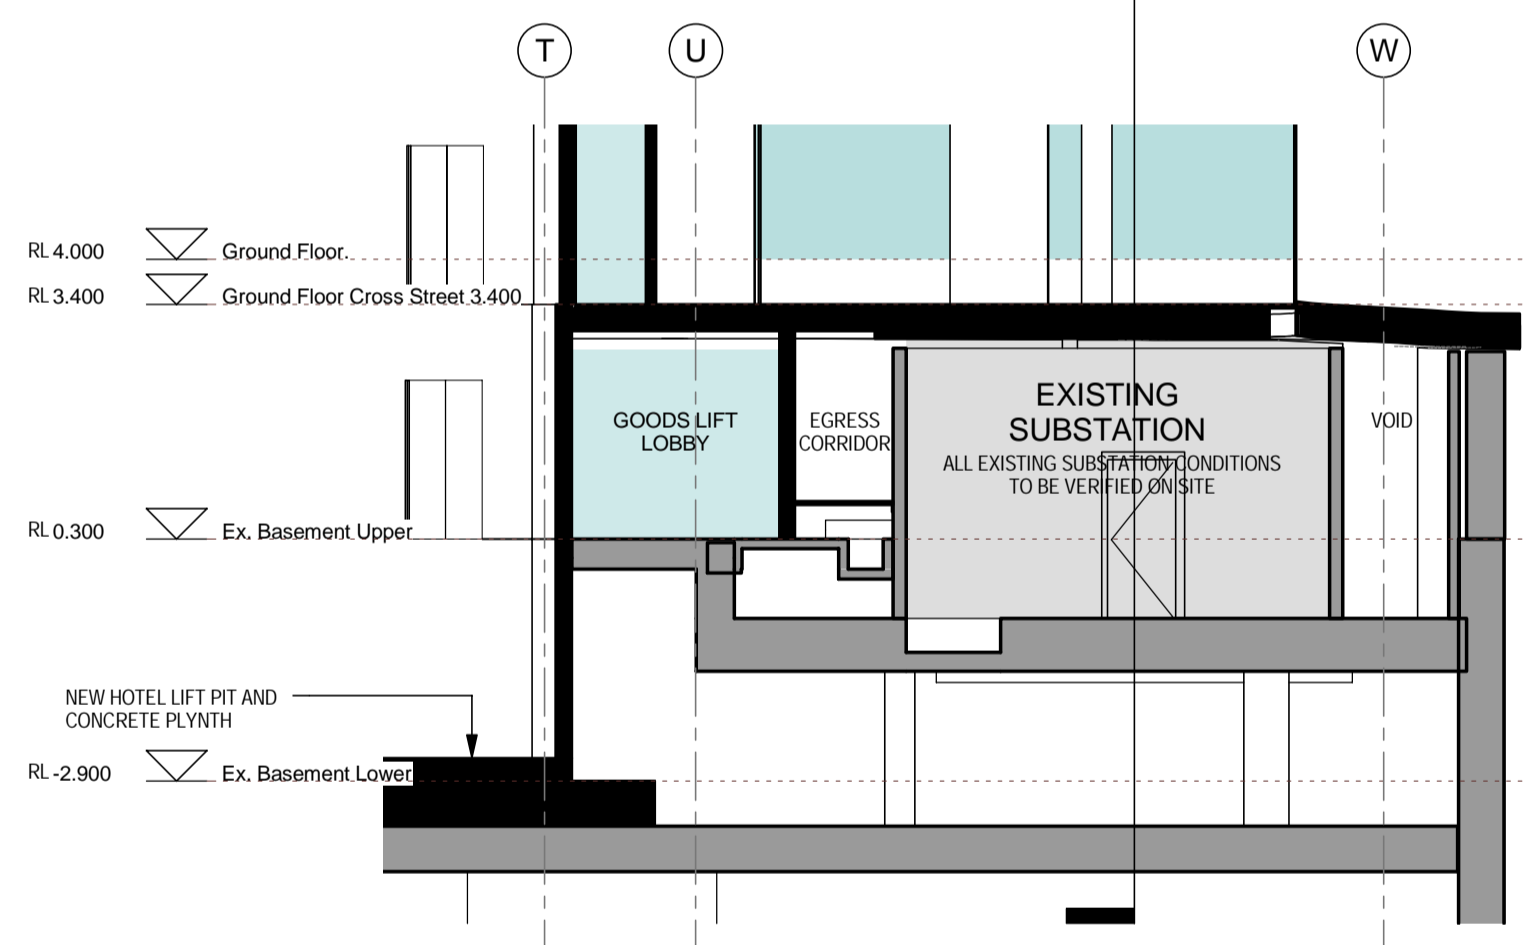 T U W
RL 4.000 Ground Floor.
RL 3.400 Ground Floor Cross Street 3.400
EXISTING
SUBSTATION
ALL EXISTING SUBSTATION CONDITIONS
TO BE VERIFIED ON SITE
GOODS LIFT
LOBBY
EGRESS
CORRIDOR
VOID
RL 0.300 Ex. Basement Upper
NEW HOTEL LIFT PIT AND
CONCRETE PLYNTH
RL -2.900 Ex. Basement Lower